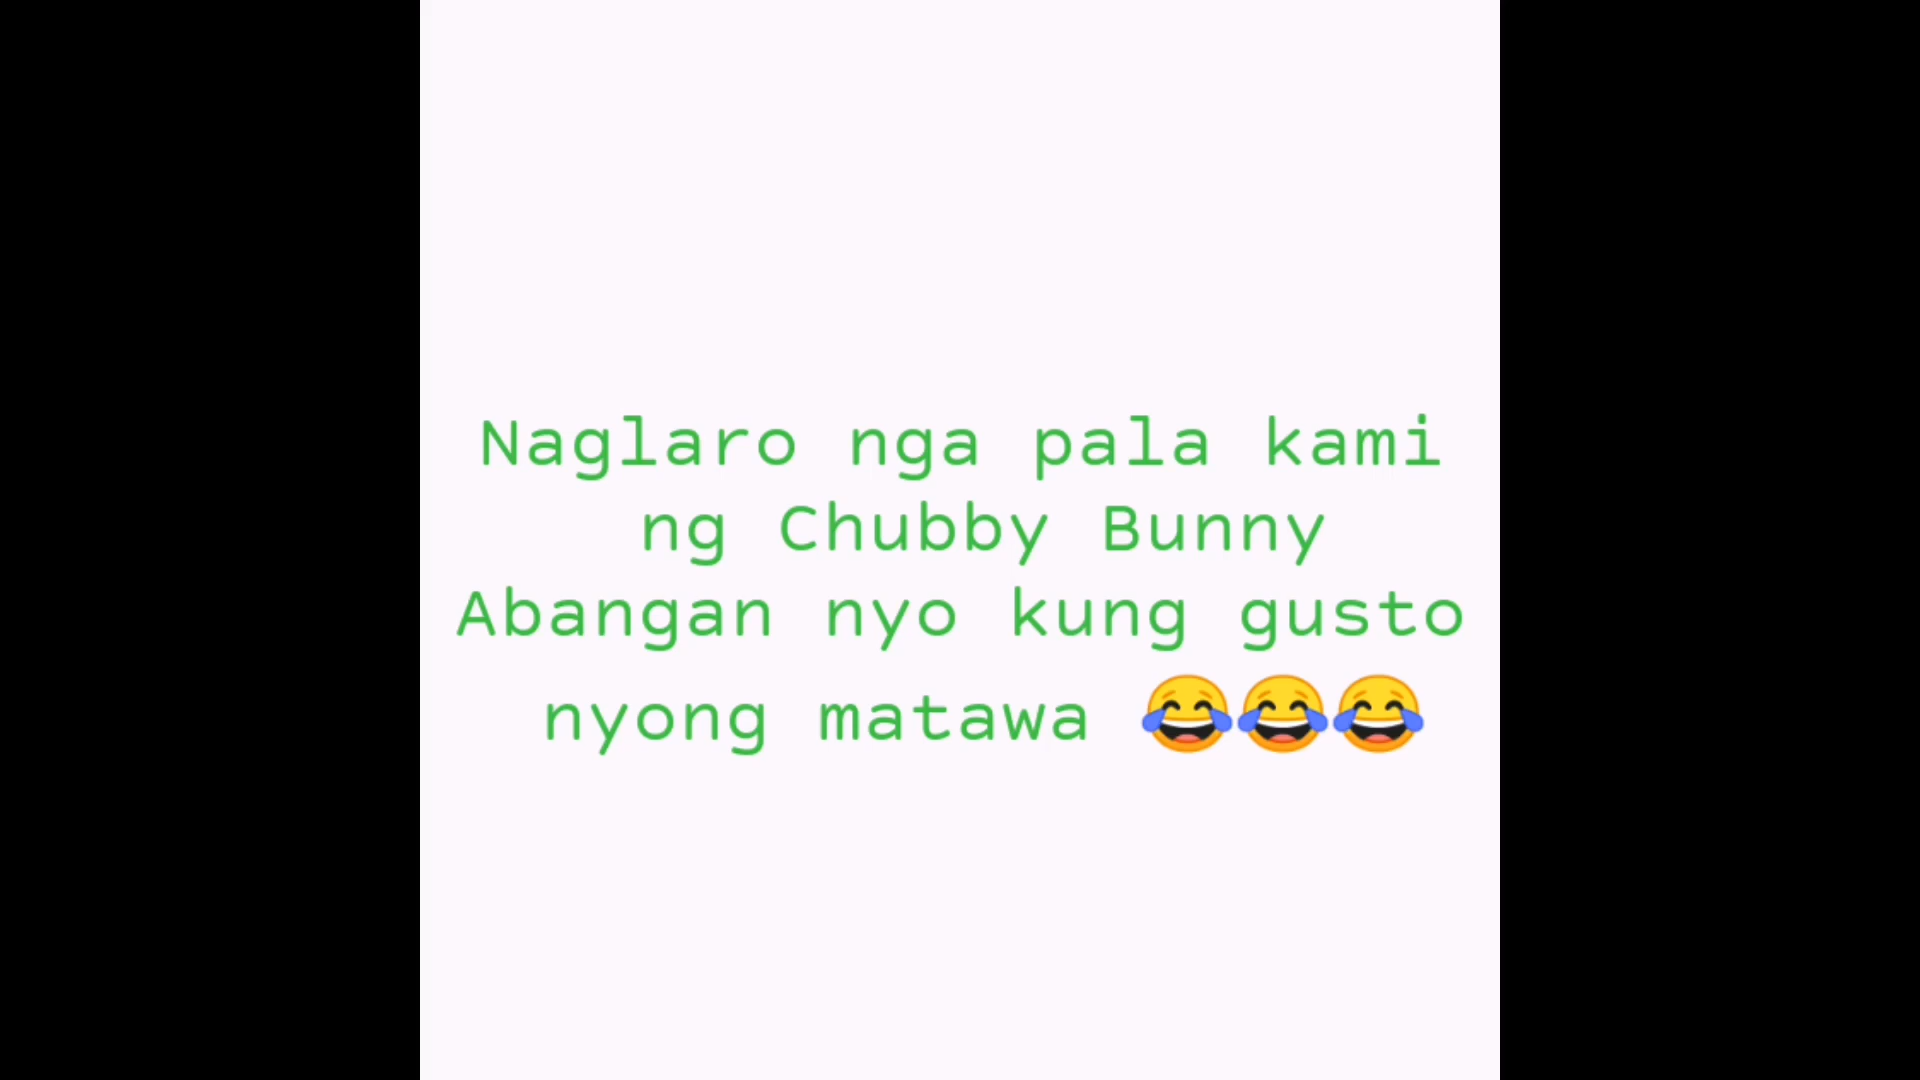 Naglaro nga pala kami
ng Chubby Bunny
Abangan nyo kung gusto
nyong matawa 😂😂😂